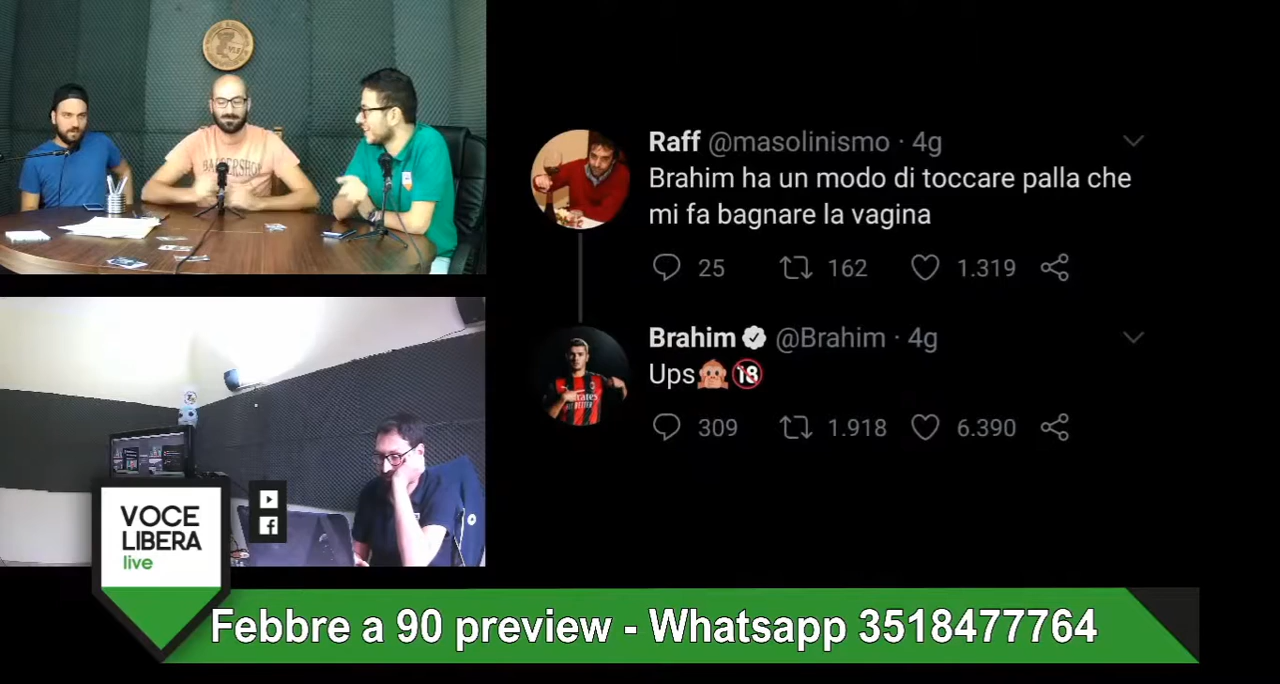 Raff @masolinismo · 4g
Brahim ha un modo di toccare palla che
mi fa bagnare la vagina
25 162 1.319
Brahim @Brahim · 4g
Ups🙊🔞
309 1.918 6.390
VOCE
LIBERA
live
Febbre a 90 preview - Whatsapp 3518477764